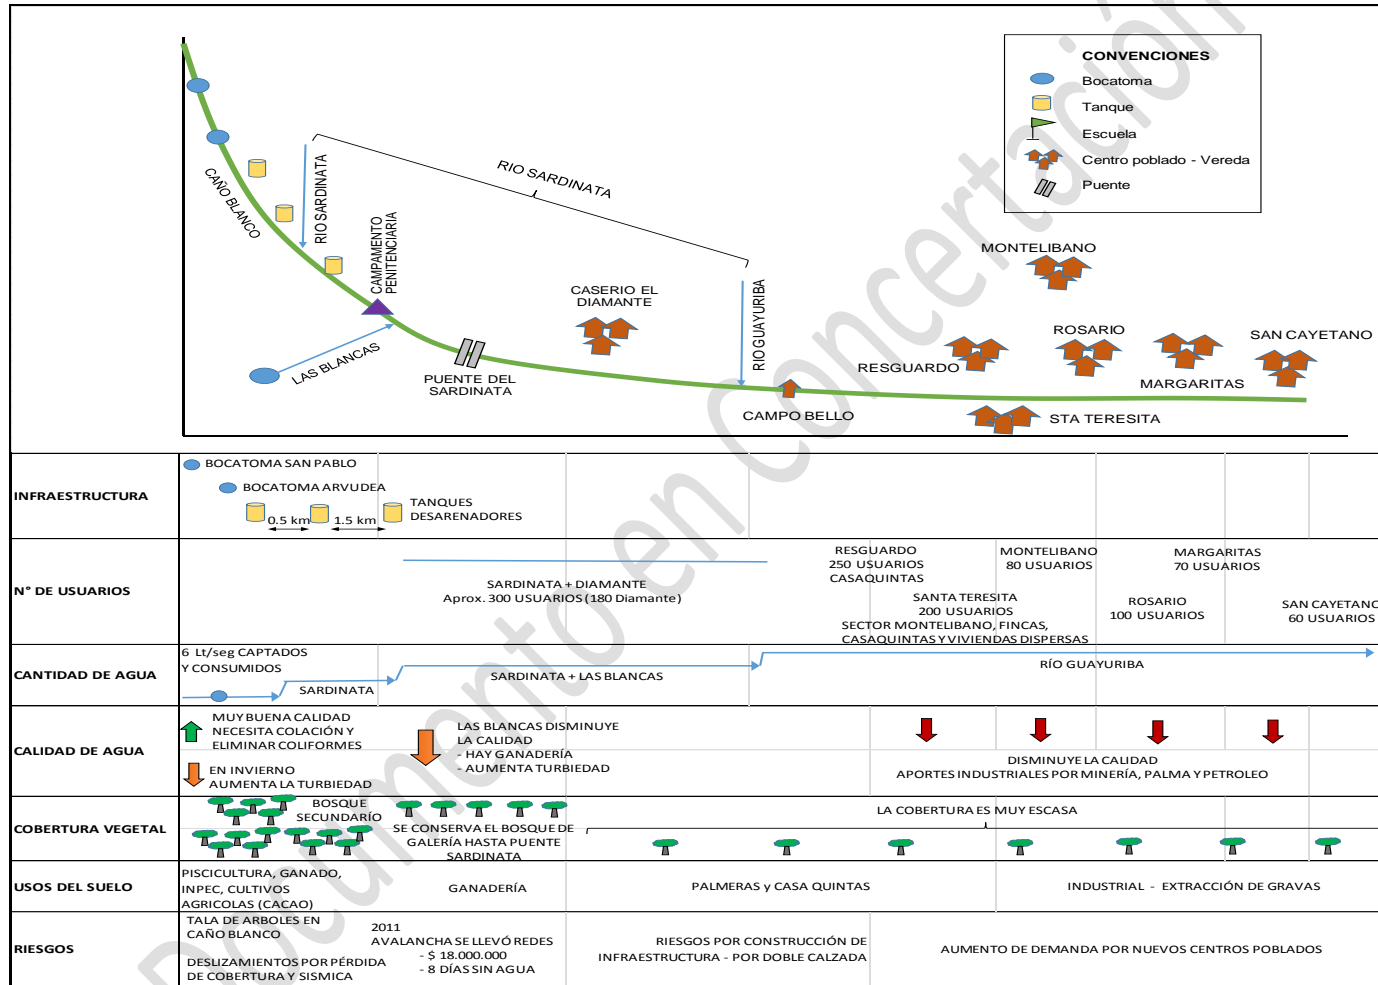 CONVENCIONES
Bocatoma
Tanque
Escuela
Centro poblado - Vereda
Puente
CAÑO BLANCO
RIO SARDINATA
RIO SARDINATA
CAMPAMENTO
PENITENCIARIA
LAS BLANCAS
PUENTE DEL
SARDINATA
CASERIO EL
DIAMANTE
RIO GUAYURIBA
CAMPO BELLO
MONTELIBANO
RESGUARDO
ROSARIO
MARGARITAS
SAN CAYETANO
STA TERESITA
INFRAESTRUCTURA
BOCATOMA SAN PABLO
BOCATOMA ARVUDEA
0.5 km
1.5 km
TANQUES
DESARENADORES
N° DE USUARIOS
SARDINATA + DIAMANTE
Aprox. 300 USUARIOS (180 Diamante)
RESGUARDO
250 USUARIOS
CASAQUINTAS
SANTA TERESITA
200 USUARIOS
SECTOR MONTELIBANO, FINCAS,
CASAQUINTAS Y VIVIENDAS DISPERSAS
MONTELIBANO
80 USUARIOS
ROSARIO
100 USUARIOS
MARGARITAS
70 USUARIOS
SAN CAYETANO
60 USUARIOS
CANTIDAD DE AGUA
6 Lt/seg CAPTADOS
Y CONSUMIDOS
SARDINATA
SARDINATA + LAS BLANCAS
RÍO GUAYURIBA
CALIDAD DE AGUA
MUY BUENA CALIDAD
NECESITA COLACIÓN Y
ELIMINAR COLIFORMES
EN INVIERNO
AUMENTA LA TURBIEDAD
LAS BLANCAS DISMINUYE
LA CALIDAD
- HAY GANADERÍA
- AUMENTA TURBIEDAD
DISMINUYE LA CALIDAD
APORTES INDUSTRIALES POR MINERÍA, PALMA Y PETROLEO
COBERTURA VEGETAL
BOSQUE
SECUNDARÍO
SE CONSERVA EL BOSQUE DE
GALERÍA HASTA PUENTE
SARDINATA
LA COBERTURA ES MUY ESCASA
USOS DEL SUELO
PISCICULTURA, GANADO,
INPEC, CULTIVOS
AGRICOLAS (CACAO)
GANADERÍA
PALMERAS y CASA QUINTAS
INDUSTRIAL - EXTRACCIÓN DE GRAVAS
RIESGOS
TALA DE ARBOLES EN
CAÑO BLANCO
DESLIZAMIENTOS POR PÉRDIDA
DE COBERTURA Y SISMICA
2011
AVALANCHA SE LLEVÓ REDES
- $ 18.000.000
- 8 DÍAS SIN AGUA
RIESGOS POR CONSTRUCCIÓN DE
INFRAESTRUCTURA - POR DOBLE CALZADA
AUMENTO DE DEMANDA POR NUEVOS CENTROS POBLADOS
Documento en Concertación